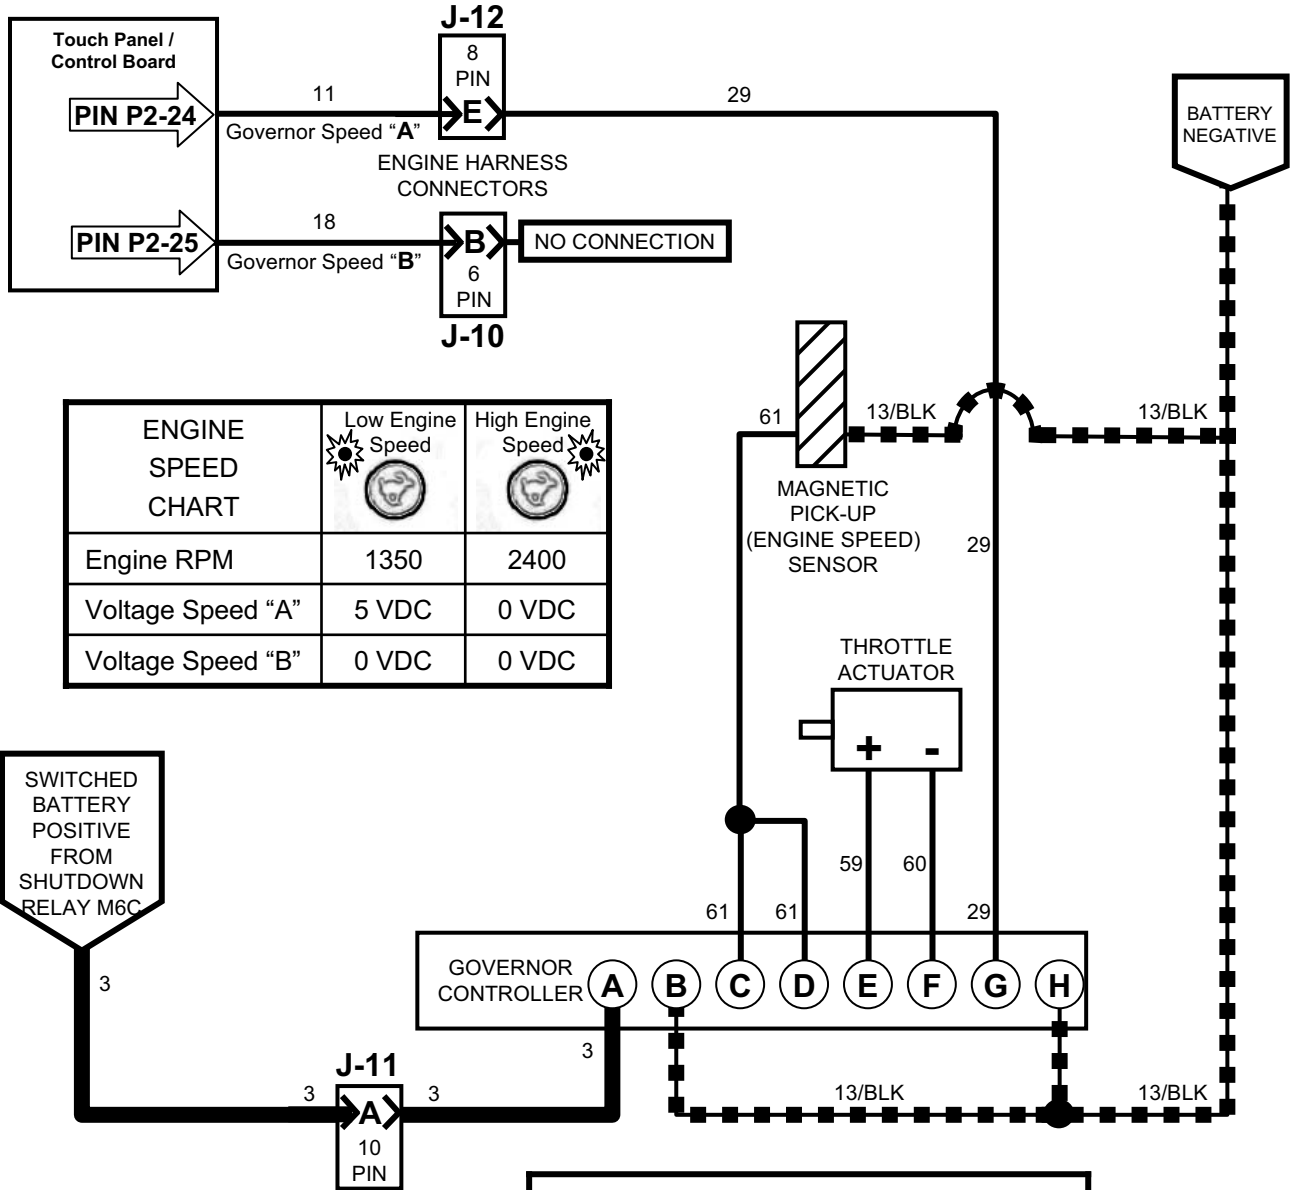 J-12
Touch Panel /
Control Board
8
PIN
E
PIN P2-24
11
Governor Speed "A"
29
ENGINE HARNESS
CONNECTORS
BATTERY
NEGATIVE
PIN P2-25
18
Governor Speed "B"
B
6
PIN
J-10
NO CONNECTION
ENGINE
SPEED
CHART
Low Engine
Speed
High Engine
Speed
Engine RPM
1350
2400
Voltage Speed "A"
5 VDC
0 VDC
Voltage Speed "B"
0 VDC
0 VDC
61
13/BLK
13/BLK
MAGNETIC
PICK-UP
(ENGINE SPEED)
SENSOR
29
THROTTLE
ACTUATOR
+
-
59
60
61
61
29
SWITCHED
BATTERY
POSITIVE
FROM
SHUTDOWN
RELAY M6C
3
GOVERNOR
CONTROLLER
A
B
C
D
E
F
G
H
3
J-11
3
A
3
10
PIN
13/BLK
13/BLK